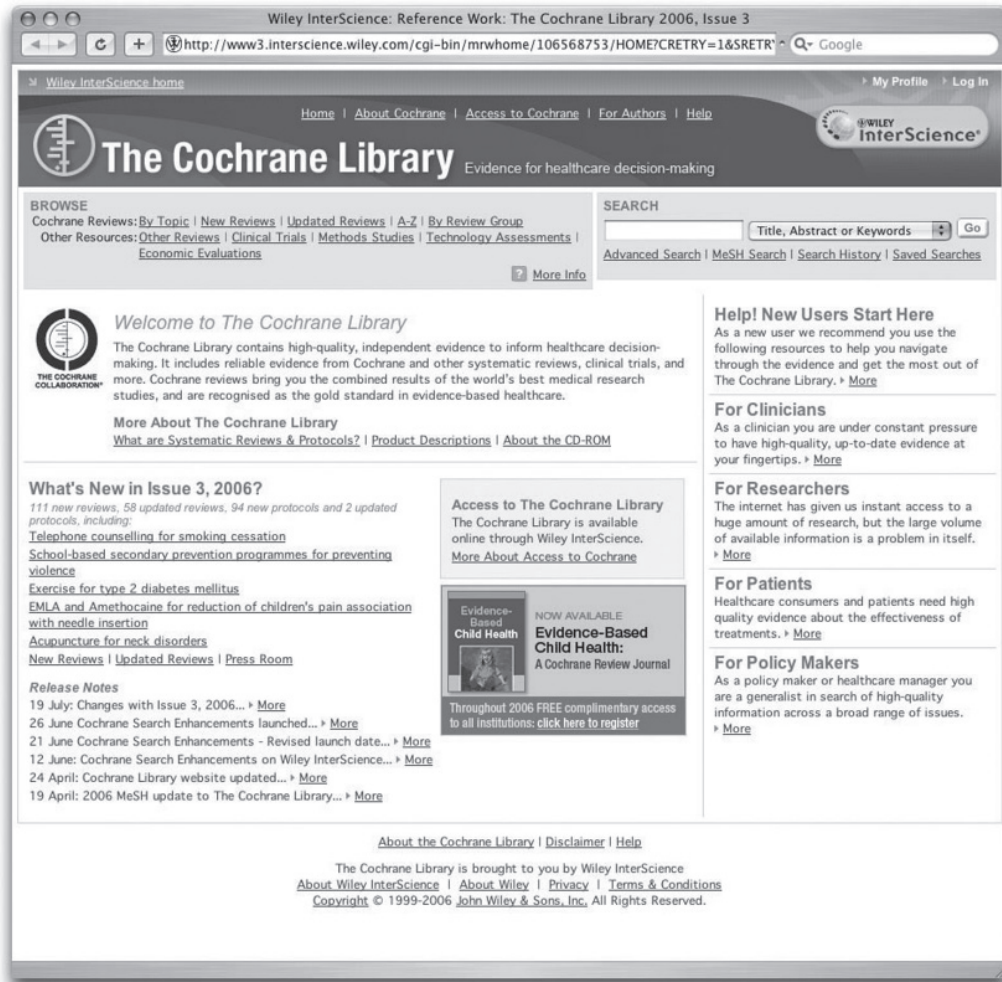 Wiley InterScience: Reference Work: The Cochrane Library 2006, Issue 3
http://www3.interscience.wiley.com/cgi-bin/mrwhome/106568753/HOME?CRETRY=1&SRETRY
Google
Wiley InterScience home
My Profile Log In
Home | About Cochrane | Access to Cochrane | For Authors | Help
WILEY
InterScience®
The Cochrane Library Evidence for healthcare decision-making
BROWSE
Cochrane Reviews: By Topic | New Reviews | Updated Reviews | A-Z | By Review Group
Other Resources: Other Reviews | Clinical Trials | Methods Studies | Technology Assessments |
Economic Evaluations
? More Info
SEARCH
Title, Abstract or Keywords Go
Advanced Search | MeSH Search | Search History | Saved Searches
THE COCHRANE
COLLABORATION®
Welcome to The Cochrane Library
The Cochrane Library contains high-quality, independent evidence to inform healthcare decision-
making. It includes reliable evidence from Cochrane and other systematic reviews, clinical trials, and
more. Cochrane reviews bring you the combined results of the world's best medical research
studies, and are recognised as the gold standard in evidence-based healthcare.
More About The Cochrane Library
What are Systematic Reviews & Protocols? | Product Descriptions | About the CD-ROM
What's New in Issue 3, 2006?
111 new reviews, 58 updated reviews, 94 new protocols and 2 updated
protocols, including:
Telephone counselling for smoking cessation
School-based secondary prevention programmes for preventing
violence
Exercise for type 2 diabetes mellitus
EMLA and Amethocaine for reduction of children's pain association
with needle insertion
Acupuncture for neck disorders
New Reviews | Updated Reviews | Press Room
Release Notes
19 July: Changes with Issue 3, 2006... More
26 June Cochrane Search Enhancements launched... More
21 June Cochrane Search Enhancements - Revised launch date... More
12 June: Cochrane Search Enhancements on Wiley InterScience... More
24 April: Cochrane Library website updated... More
19 April: 2006 MeSH update to The Cochrane Library... More
Access to The Cochrane Library
The Cochrane Library is available
online through Wiley InterScience.
More About Access to Cochrane
Evidence-
Based
Child Health
NOW AVAILABLE
Evidence-Based
Child Health:
A Cochrane Review Journal
Throughout 2006 FREE complimentary access
to all institutions: click here to register
Help! New Users Start Here
As a new user we recommend you use the
following resources to help you navigate
through the evidence and get the most out of
The Cochrane Library. More
For Clinicians
As a clinician you are under constant pressure
to have high-quality, up-to-date evidence at
your fingertips. More
For Researchers
The internet has given us instant access to a
huge amount of research, but the large volume
of available information is a problem in itself.
More
For Patients
Healthcare consumers and patients need high
quality evidence about the effectiveness of
treatments. More
For Policy Makers
As a policy maker or healthcare manager you
are a generalist in search of high-quality
information across a broad range of issues.
More
About the Cochrane Library | Disclaimer | Help
The Cochrane Library is brought to you by Wiley InterScience
About Wiley InterScience | About Wiley | Privacy | Terms & Conditions
Copyright © 1999-2006 John Wiley & Sons, Inc. All Rights Reserved.